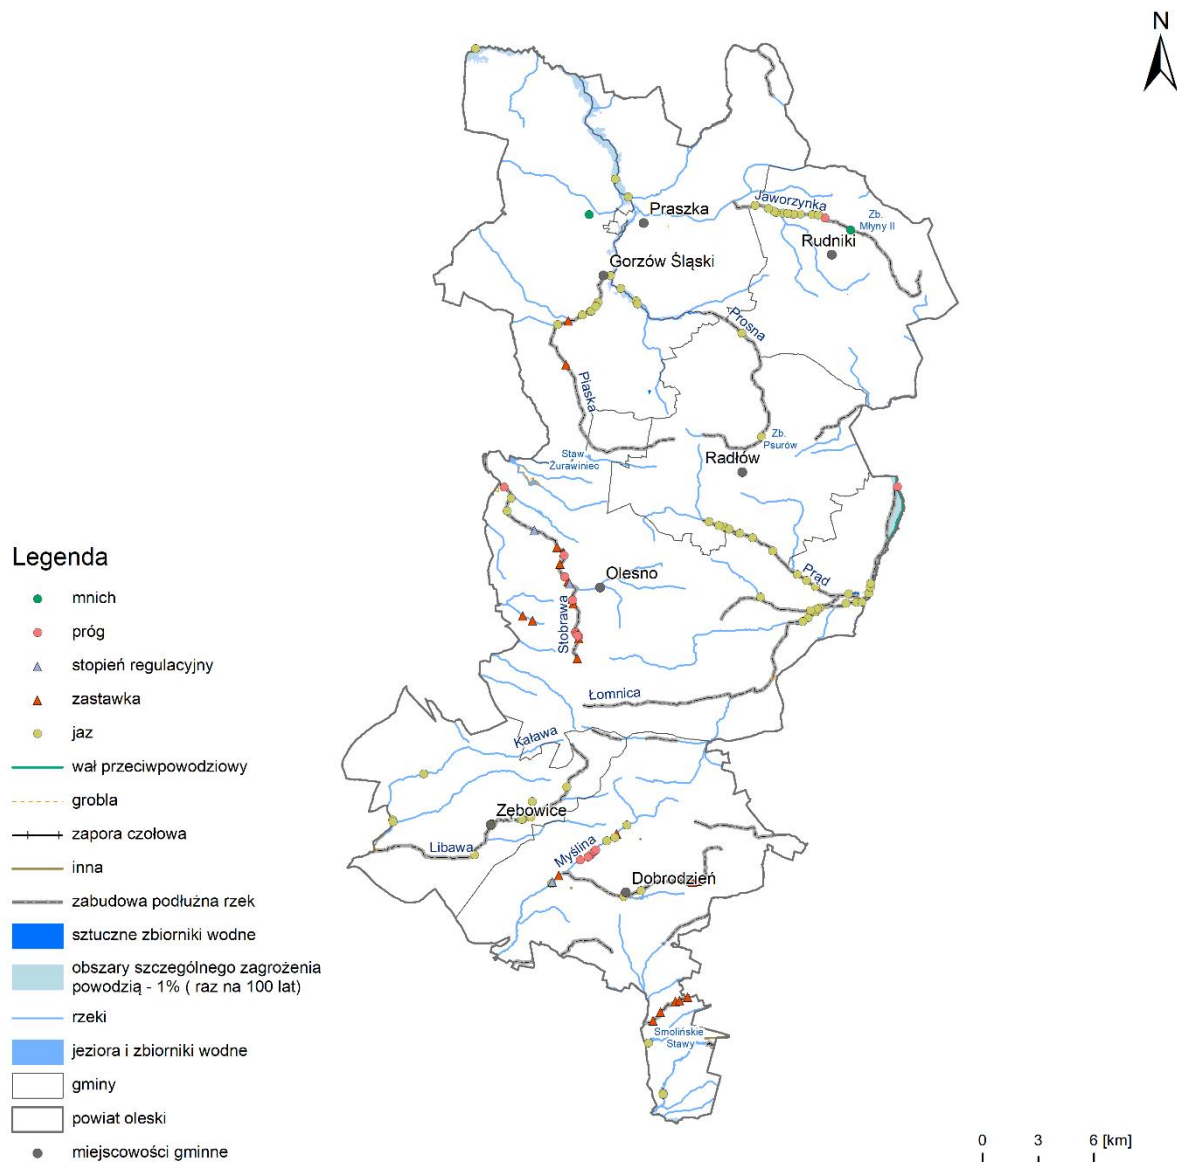 N
Praszka
Jaworzynka
Zb.
Młyny II
Rudniki
Gorzów Śląski
Prosna
Piaska
Zb.
Psurów
Staw
Żurawiniec
Radłów
Olesno
Prąd
Stobrawa
Łomnica
Kaława
Zębowice
Libawa
Myślina
Dobrodzień
Smolińskie
Stawy
Legenda
mnich
próg
stopień regulacyjny
zastawka
jaz
wał przeciwpowodziowy
grobla
zapora czołowa
inna
zabudowa podłużna rzek
sztuczne zbiorniki wodne
obszary szczególnego zagrożenia
powodzią - 1% ( raz na 100 lat)
rzeki
jeziora i zbiorniki wodne
gminy
powiat oleski
miejscowości gminne
0 3 6 [km]